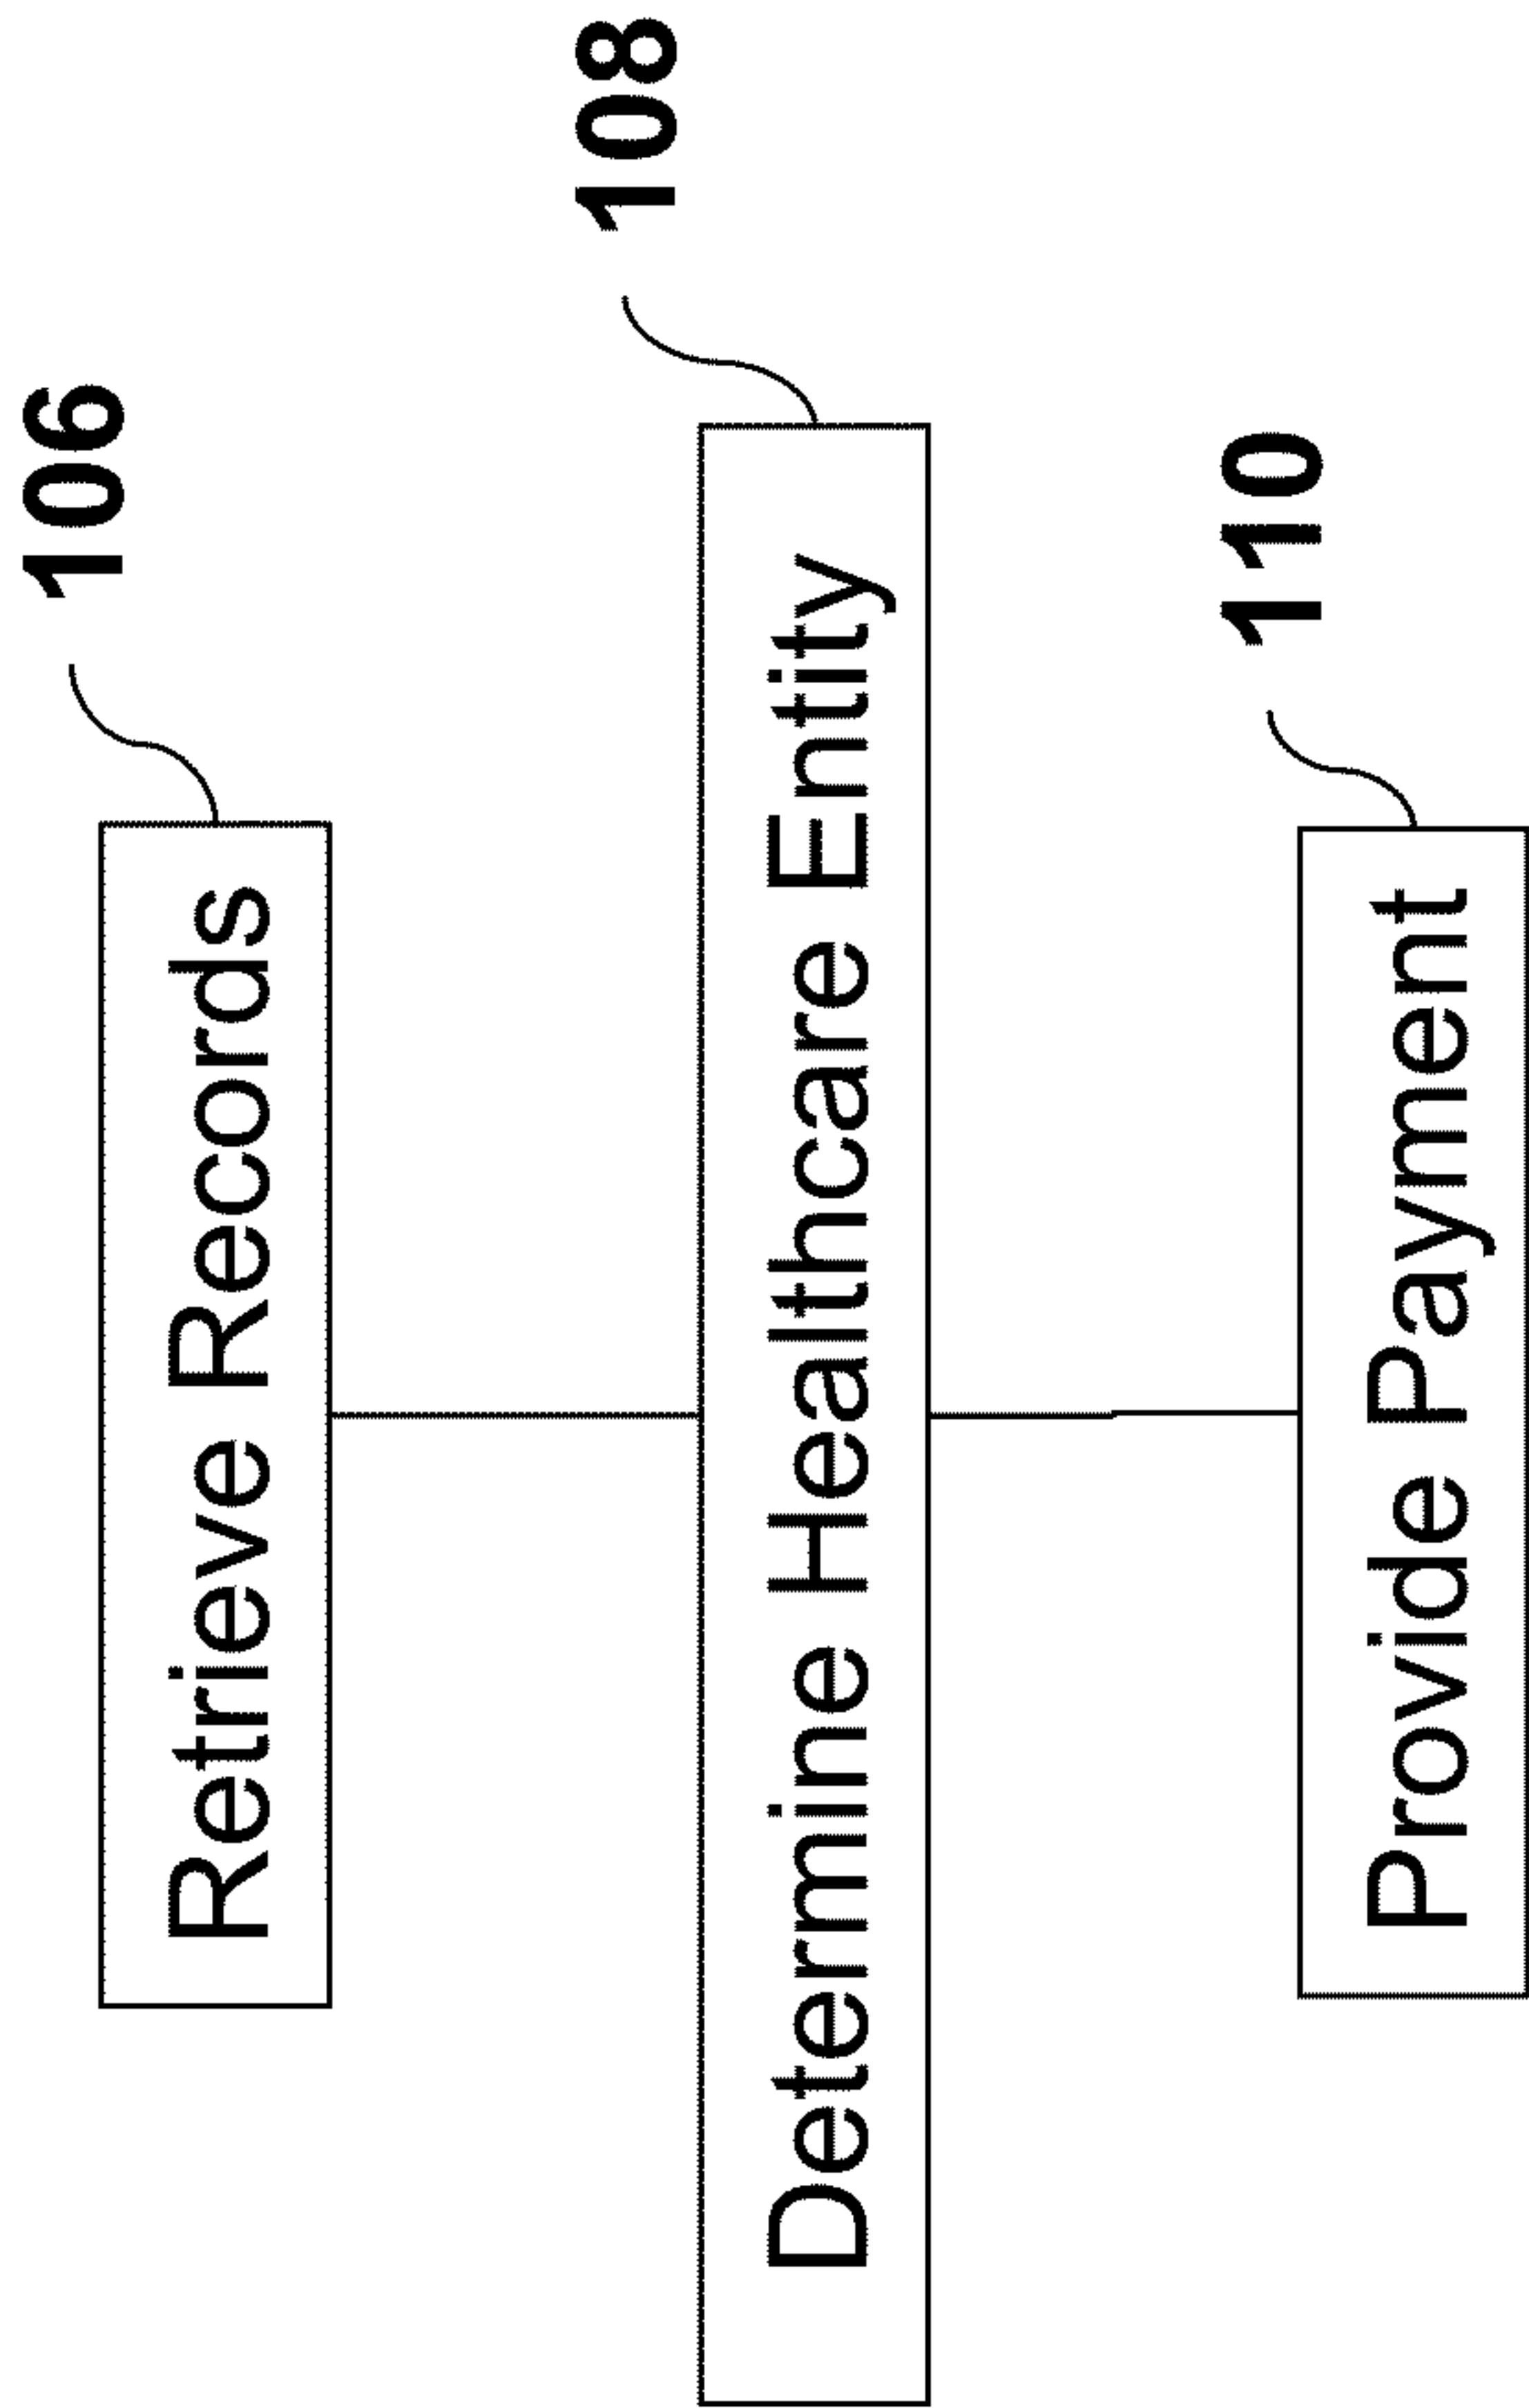 106
Retrieve Records
108
Determine Healthcare Entity
110
Provide Payment